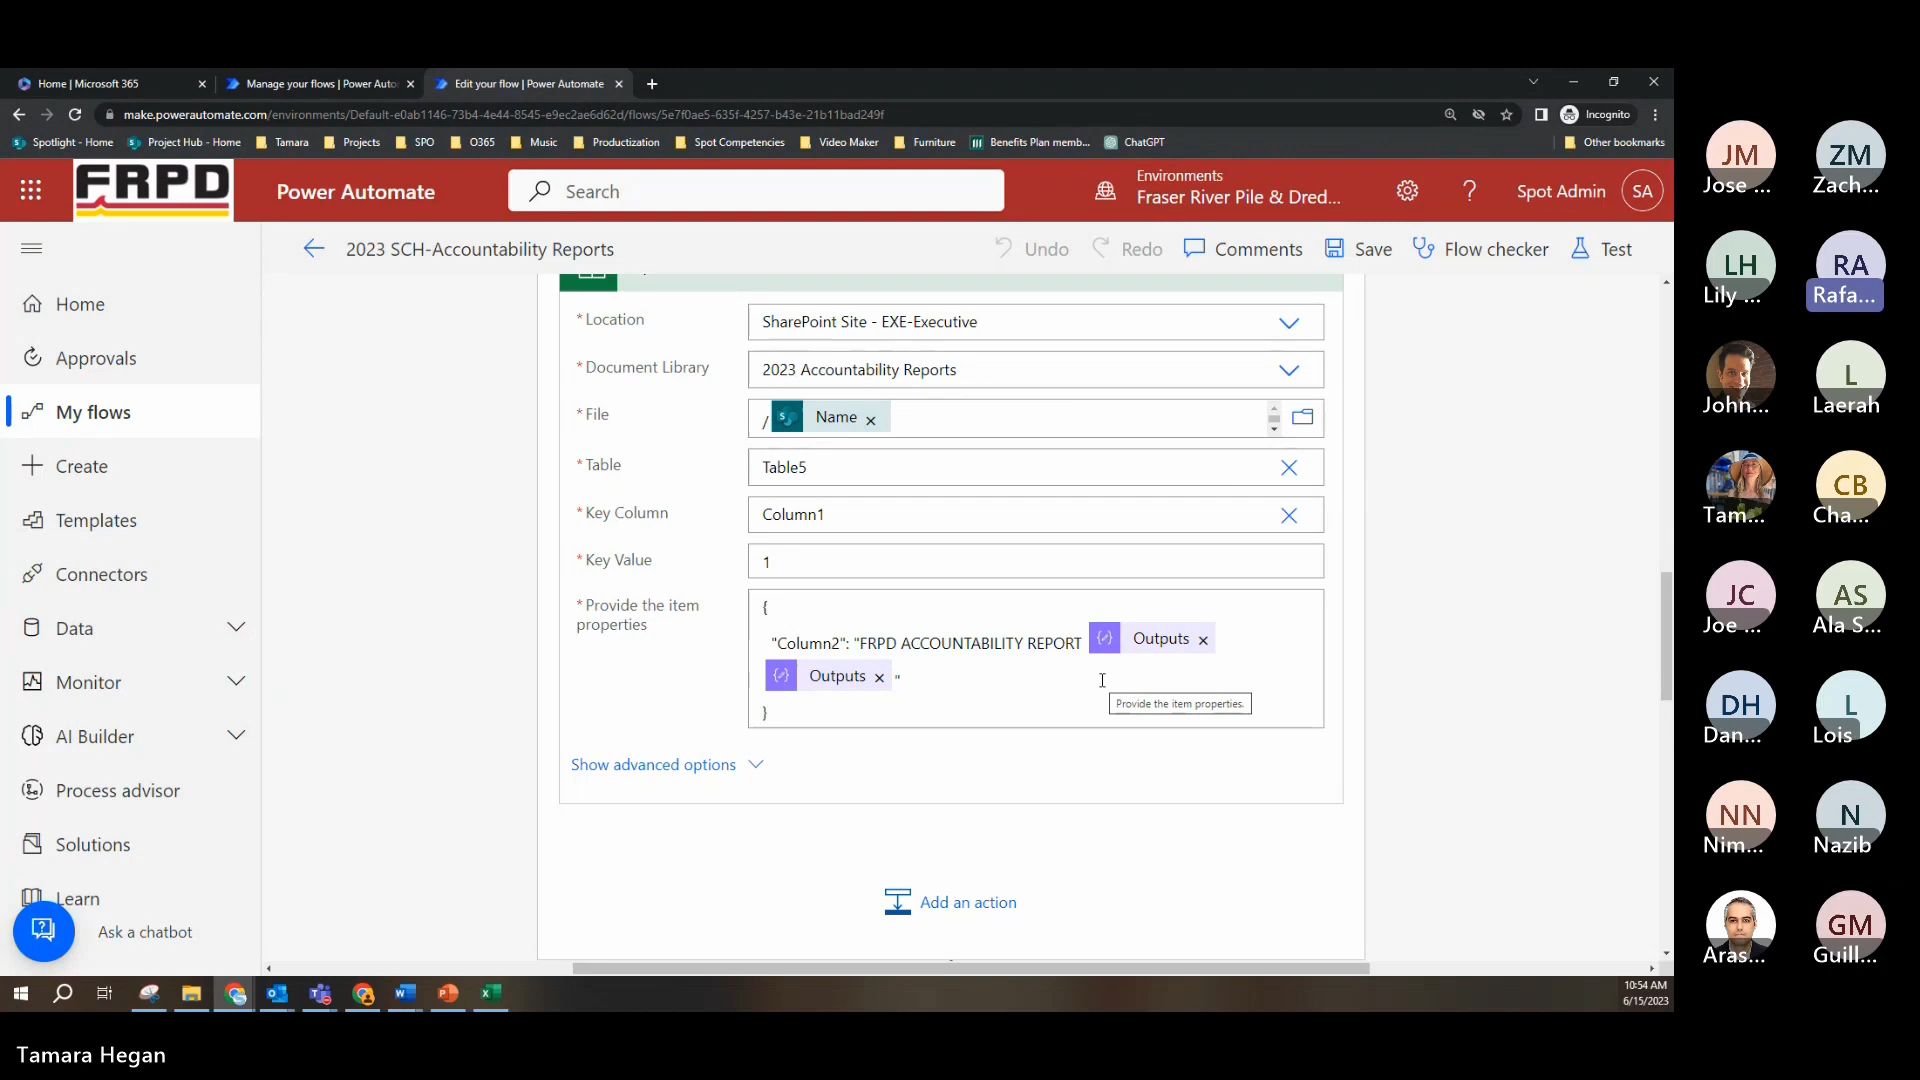 Home | Microsoft 365
Manage your flows | Power Auto
Edit your flow | Power Automate
make.powerautomate.com/environments/Default-e0ab1146-73b4-4e44-8545-e9ec2ae6d62d/flows/5e7f0ae5-635f-4257-b43e-21b11bad249f
Incognito
Spotlight - Home
Project Hub - Home
Tamara
Projects
SPO
O365
Music
Productization
Spot Competencies
Video Maker
Furniture
Benefits Plan memb...
ChatGPT
Other bookmarks
FRPD
Power Automate
Search
Environments
Fraser River Pile & Dred...
?
Spot Admin
SA
2023 SCH-Accountability Reports
Undo
Redo
Comments
Save
Flow checker
Test
Home
Approvals
My flows
Create
Templates
Connectors
Data
Monitor
AI Builder
Process advisor
Solutions
Learn
Ask a chatbot
* Location
SharePoint Site - EXE-Executive
* Document Library
2023 Accountability Reports
* File
/ Name ×
* Table
Table5
* Key Column
Column1
* Key Value
1
* Provide the item
properties
{
"Column2": "FRPD ACCOUNTABILITY REPORT Outputs ×
Outputs × "
}
Provide the item properties.
Show advanced options
Add an action
10:54 AM
6/15/2023
JM
Jose ...
ZM
Zach...
LH
Lily ...
RA
Rafa...
John...
L
Laerah
Tam...
CB
Cha...
JC
Joe ...
AS
Ala S...
DH
Dan...
L
Lois
NN
Nim...
N
Nazib
Aras...
GM
Guill...
Tamara Hegan